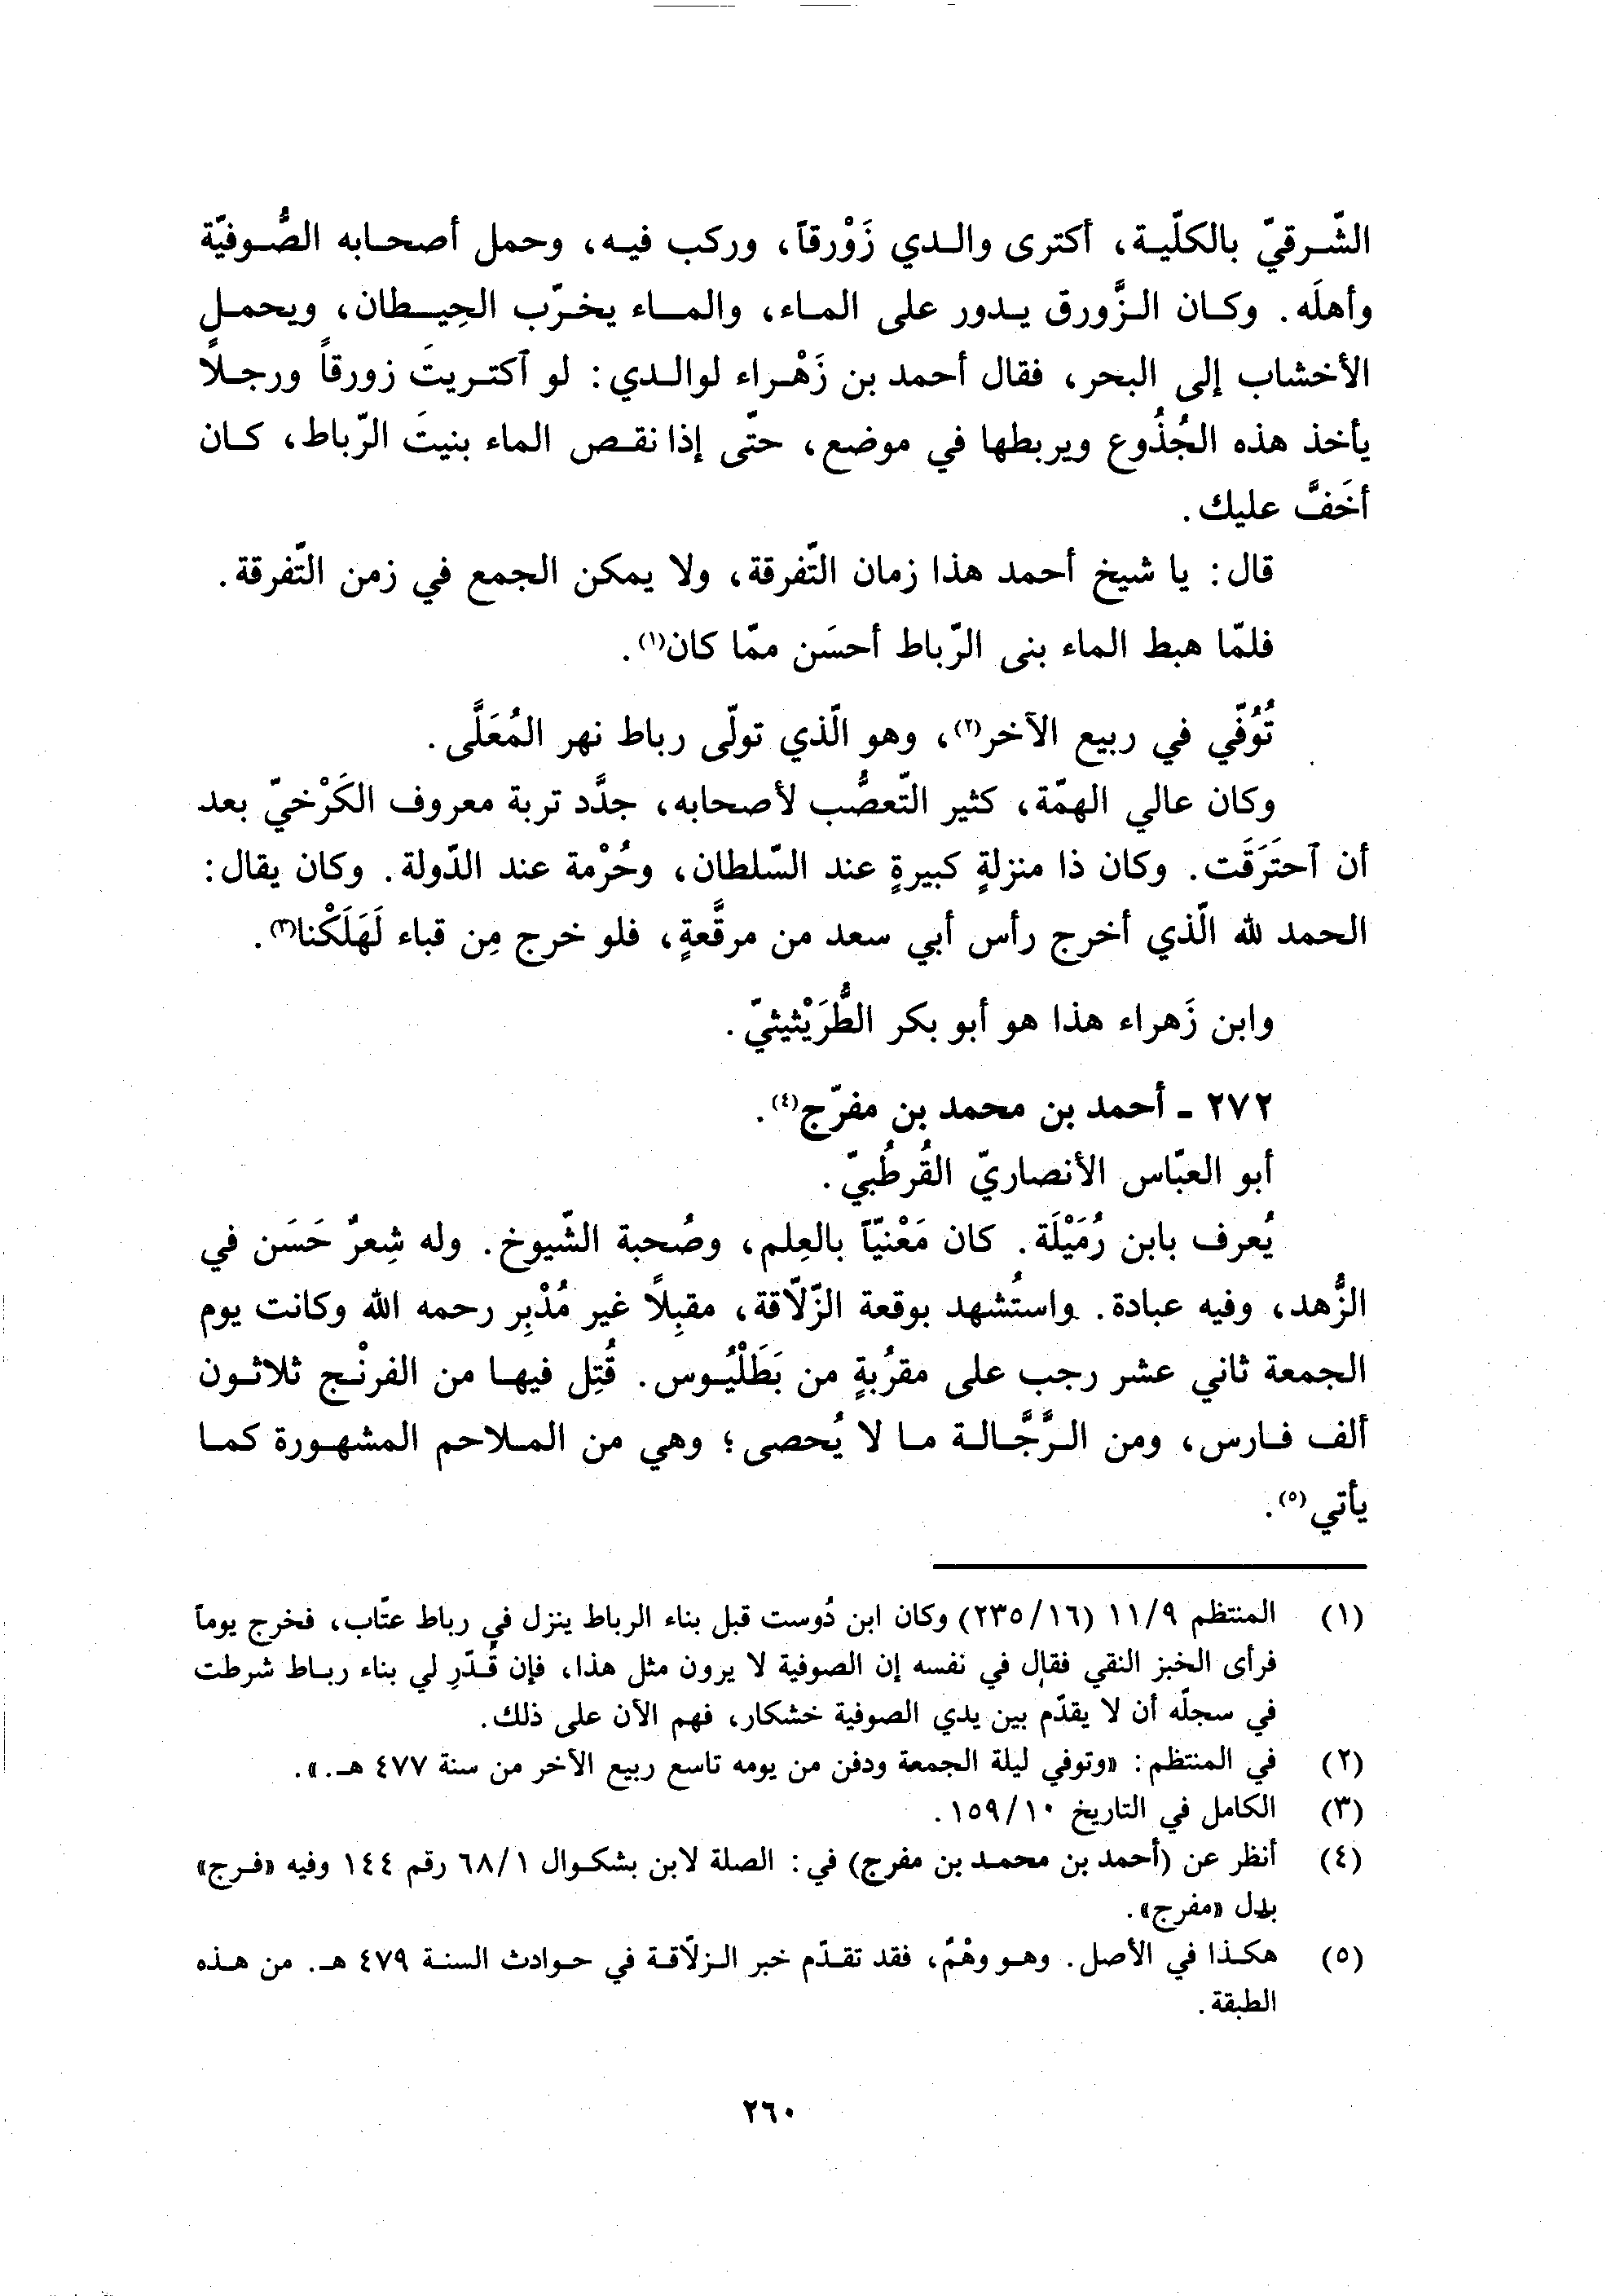 الشّرقيّ بالكلّية، أكترى والدي زَوْرقاً، وركب فيه، وحمل أصحابه الصُّوفيّة
وأهلَه. وكان الزَّورق يدور على الماء، والماء يخرّب الحِيطان، ويحمل
الأخشاب إلى البحر، فقال أحمد بن زَهْراء لوالدي: لو ٱكتريتَ زورقاً ورجلًا
يأخذ هذه الجُذُوع ويربطها في موضع، حتّى إذا نقص الماء بنيتَ الرّباط، كان
أخَفَّ عليك.
قال: يا شيخ أحمد هذا زمان التّفرقة، ولا يمكن الجمع في زمن التّفرقة.
فلمّا هبط الماء بنى الرّباط أحسَن ممّا كان(١).
تُوُفّي في ربيع الآخر(٢)، وهو الّذي تولّى رباط نهر المُعَلَّى.
وكان عالي الهمّة، كثير التّعصُّب لأصحابه، جدَّد تربة معروف الكَرْخيّ بعد
أن ٱحتَرَقَت. وكان ذا منزلةٍ كبيرةٍ عند السّلطان، وحُرْمة عند الدّولة. وكان يقال:
الحمد لله الّذي أخرج رأس أبي سعد من مرقَّعةٍ، فلو خرج مِن قباء لَهَلَكْنا(٣).
وابن زَهراء هذا هو أبو بكر الطُّرَيْثيثيّ.
٢٧٢ - أحمد بن محمد بن مفرّج(٤).
أبو العبّاس الأنصاريّ القُرطُبيّ.
يُعرف بابن رُمَيْلَة. كان مَعْنيّاً بالعِلم، وصُحبة الشّيوخ. وله شِعرٌ حَسَن في
الزُّهد، وفيه عبادة. واستُشهد بوقعة الزّلّاقة، مقبِلاً غير مُدْبِر رحمه الله وكانت يوم
الجمعة ثاني عشر رجب على مقرُبةٍ من بَطَلْيُوس. قُتِل فيها من الفرنْج ثلاثون
ألف فارس، ومن الرَّجَّالة ما لا يُحصى؛ وهي من الملاحم المشهورة كما
يأتي(٥).
(١) المنتظم ١١/٩ (٢٣٥/١٦) وكان ابن دُوست قبل بناء الرباط ينزل في رباط عتّاب، فخرج يوماً
فرأى الخبز النقي فقال في نفسه إن الصوفية لا يرون مثل هذا، فإن قُدّرِ لي بناء رباط شرطت
في سجلّه أن لا يقدّم بين يدي الصوفية خشكار، فهم الآن على ذلك.
(٢) في المنتظم: «وتوفي ليلة الجمعة ودفن من يومه تاسع ربيع الآخر من سنة ٤٧٧ هـ.».
(٣) الكامل في التاريخ ١٥٩/١٠.
(٤) أنظر عن (أحمد بن محمد بن مفرج) في: الصلة لابن بشكوال ٦٨/١ رقم ١٤٤ وفيه «فرج»
بدل «مفرج».
(٥) هكذا في الأصل. وهو وهْمٌ، فقد تقدّم خبر الزلّاقة في حوادث السنة ٤٧٩ هـ. من هذه
الطبقة.
٢٦٠